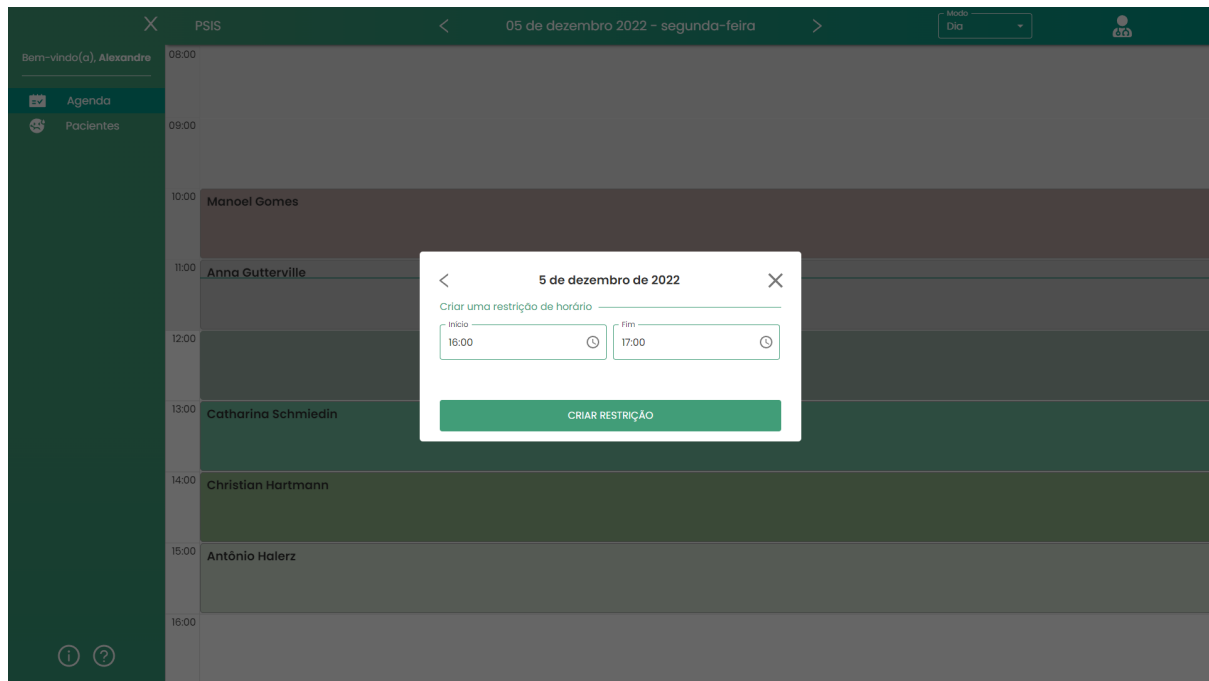 X PSIS < 05 de dezembro 2022 - segunda-feira > Modo
Dia
Bem-vindo(a), Alexandre
Agenda
Pacientes
08:00
09:00
10:00 Manoel Gomes
11:00 Anna Gutterville
12:00
13:00 Catharina Schmiedin
14:00 Christian Hartmann
15:00 Antônio Halerz
16:00
5 de dezembro de 2022
Criar uma restrição de horário
Início
16:00
Fim
17:00
CRIAR RESTRIÇÃO